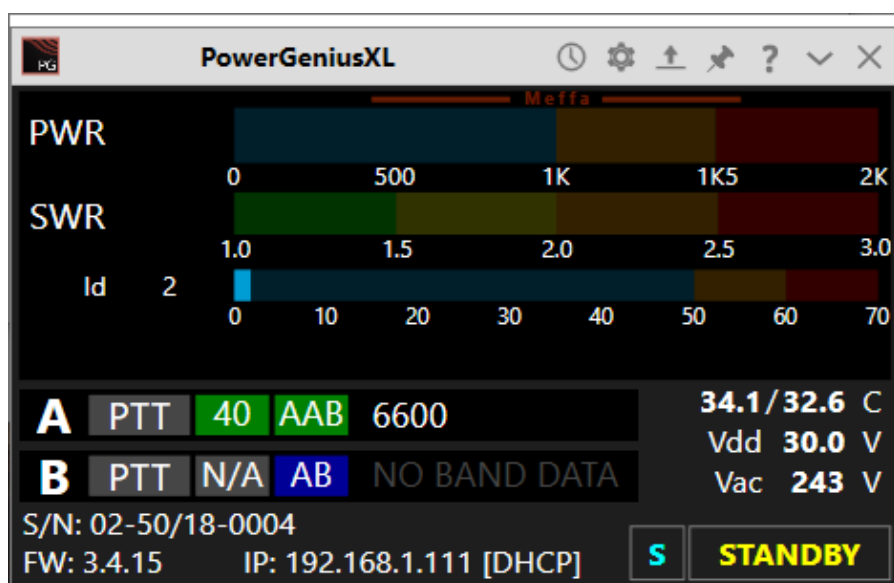 PG PowerGeniusXL ?
Meffa
PWR
0 500 1K 1K5 2K
SWR
1.0 1.5 2.0 2.5 3.0
Id 2
0 10 20 30 40 50 60 70
A PTT 40 AAB 6600
34.1/32.6 C
B PTT N/A AB NO BAND DATA
Vdd 30.0 V
Vac 243 V
S/N: 02-50/18-0004
FW: 3.4.15 IP: 192.168.1.111 [DHCP]
S STANDBY